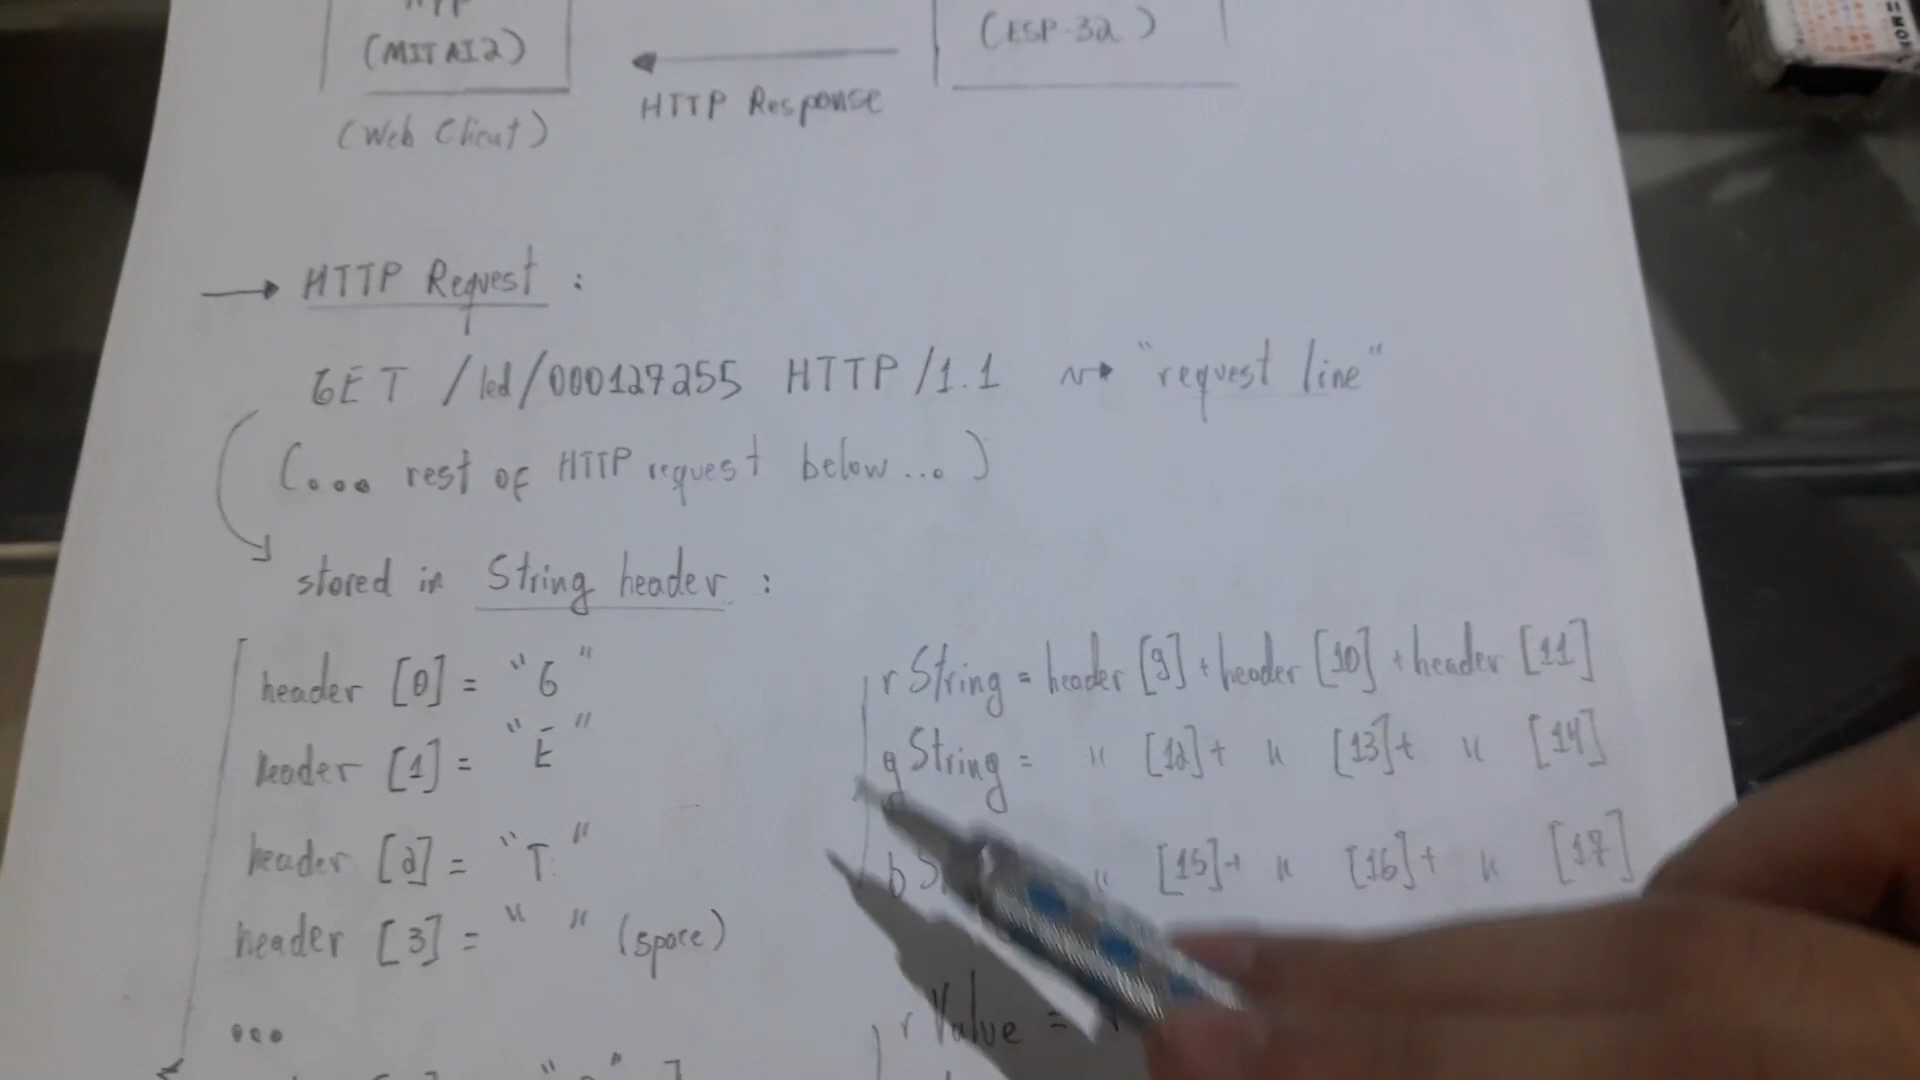 APP
(MIT AI2)
(Web Client)
HTTP Response
(ESP-32)
HTTP Request :
GET /led/000127255 HTTP/1.1 "request line"
(... rest of HTTP request below...)
stored in String header :
header [0] = "G"
header [1] = "E"
header [2] = "T"
header [3] = " " (space)
...
rString = header [9] + header [10] + header [11]
gString = " [12] + " [13] + " [14]
b " [15] + " [16] + " [17]
rValue =